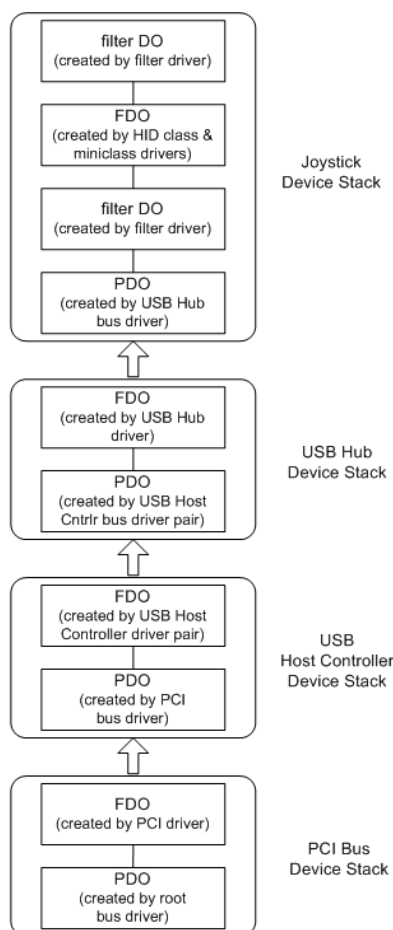 filter DO
(created by filter driver)
FDO
(created by HID class &
miniclass drivers)
filter DO
(created by filter driver)
PDO
(created by USB Hub
bus driver)
Joystick
Device Stack
FDO
(created by USB Hub
driver)
PDO
(created by USB Host
Cntrlr bus driver pair)
USB Hub
Device Stack
FDO
(created by USB Host
Controller driver pair)
PDO
(created by PCI
bus driver)
USB
Host Controller
Device Stack
FDO
(created by PCI driver)
PDO
(created by root
bus driver)
PCI Bus
Device Stack